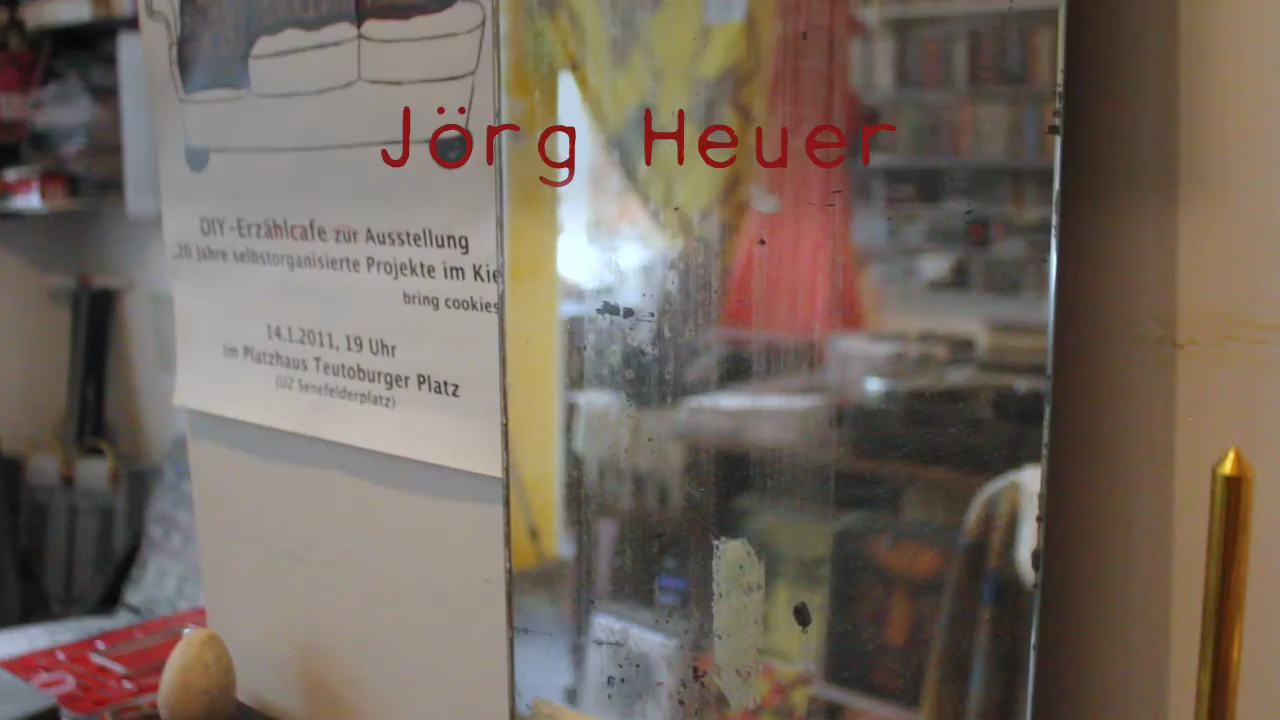 Jörg Heuer
DIY-Erzählcafe zur Ausstellung
„20 Jahre selbstorganisierte Projekte im Kie
bring cookies
14.1.2011, 19 Uhr
im Platzhaus Teutoburger Platz
(U2 Senefelderplatz)